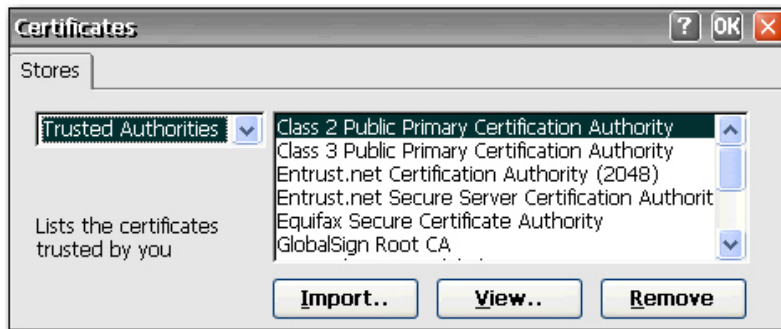 Certificates
? OK X
Stores
Trusted Authorities
Class 2 Public Primary Certification Authority
Class 3 Public Primary Certification Authority
Entrust.net Certification Authority (2048)
Entrust.net Secure Server Certification Authorit
Equifax Secure Certificate Authority
GlobalSign Root CA
Lists the certificates
trusted by you
Import..
View..
Remove